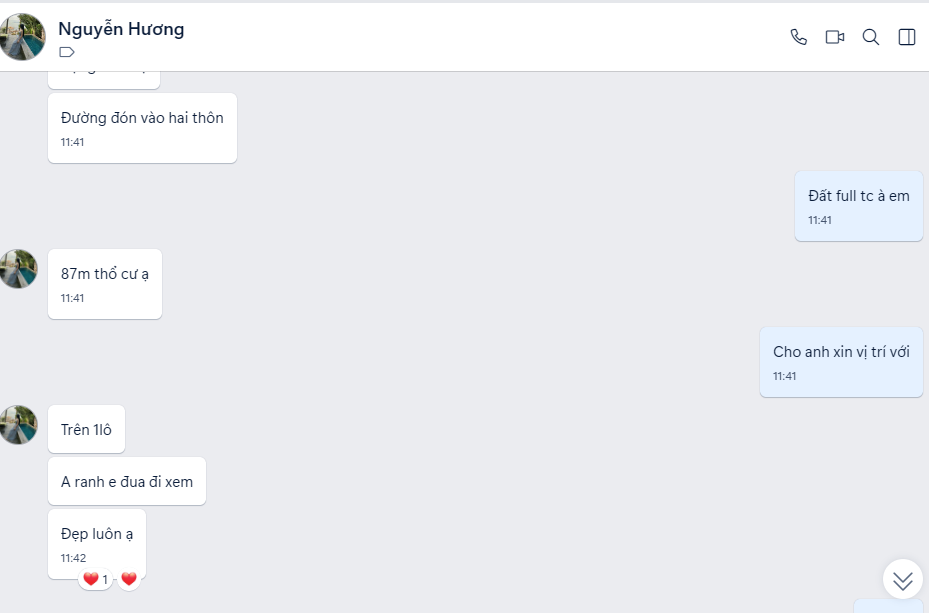 Nguyễn Hương
Đường đón vào hai thôn
11:41
Đất full tc à em
11:41
87m thổ cư ạ
11:41
Cho anh xin vị trí với
11:41
Trên 1lô
A ranh e đua đi xem
Đẹp luôn ạ
11:42
1